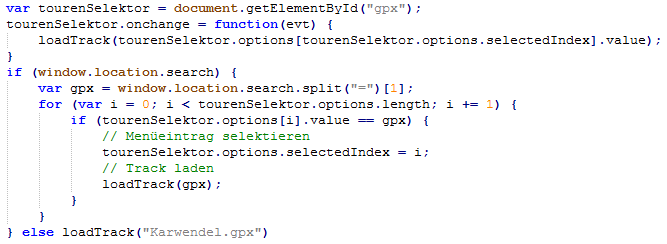 var tourenSelektor = document.getElementById("gpx");
tourenSelektor.onchange = function(evt) {
    loadTrack(tourenSelektor.options[tourenSelektor.options.selectedIndex].value);
}
if (window.location.search) {
    var gpx = window.location.search.split("=")[1];
    for (var i = 0; i < tourenSelektor.options.length; i += 1) {
        if (tourenSelektor.options[i].value == gpx) {
            // Menüeintrag selektieren
            tourenSelektor.options.selectedIndex = i;
            // Track laden
            loadTrack(gpx);
        }
    }
} else loadTrack("Karwendel.gpx")